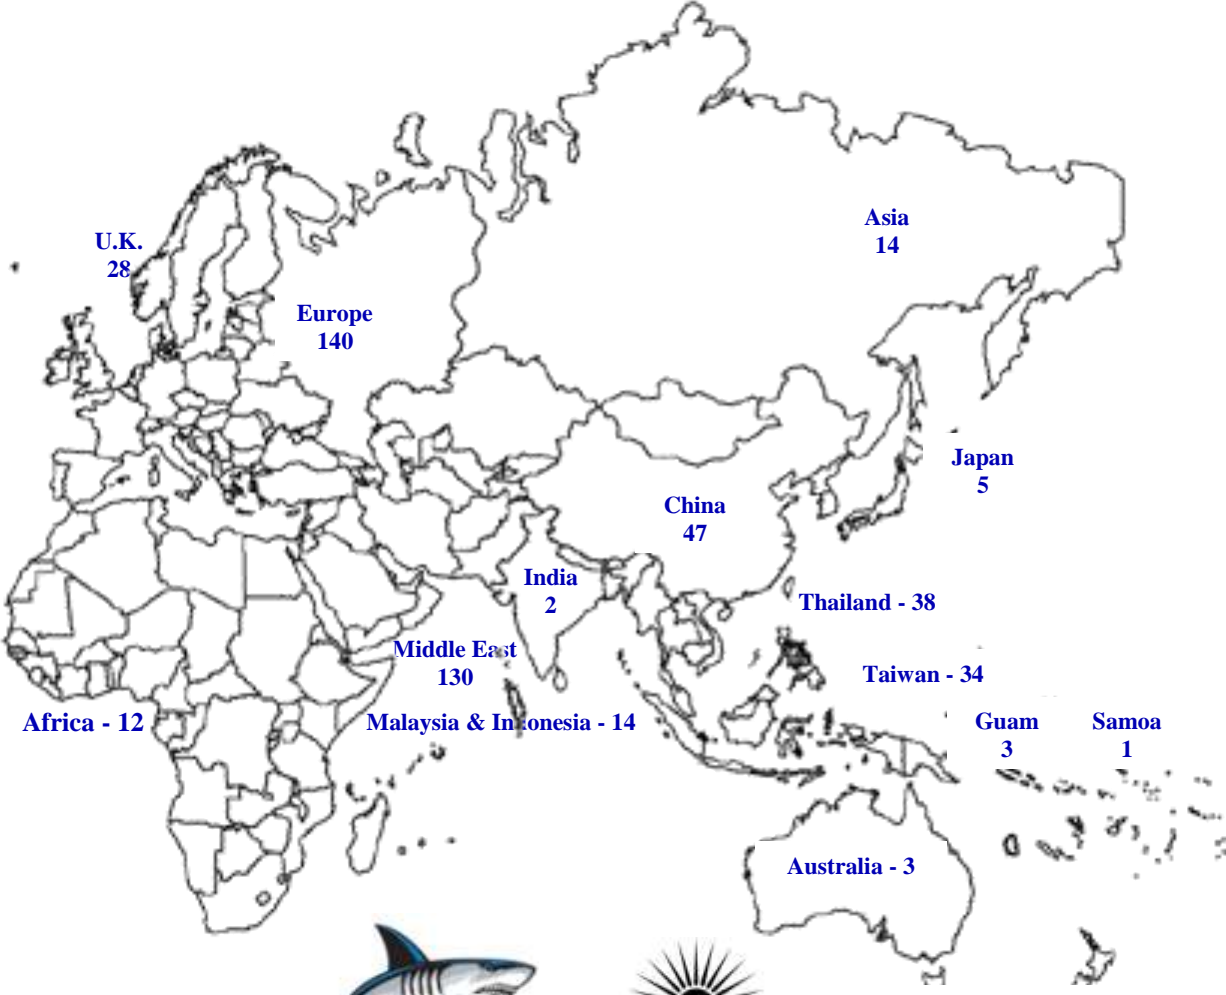 Asia
14
U.K.
28
Europe
140
Japan
5
China
47
India
2
Thailand - 38
Middle East
130
Taiwan - 34
Africa - 12
Malaysia & Indonesia - 14
Guam
3
Samoa
1
Australia - 3